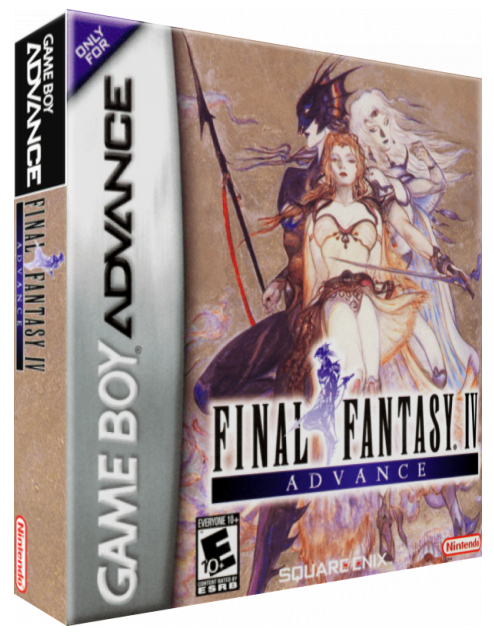 GAME BOY
ADVANCE
FINAL FANTASY IV
ADVANCE
Nintendo
ONLY
FOR
GAME BOY ADVANCE
FINAL FANTASY. IV
ADVANCE
EVERYONE 10+
E
10+
CONTENT RATED BY
ESRB
SQUARE ENIX
Nintendo